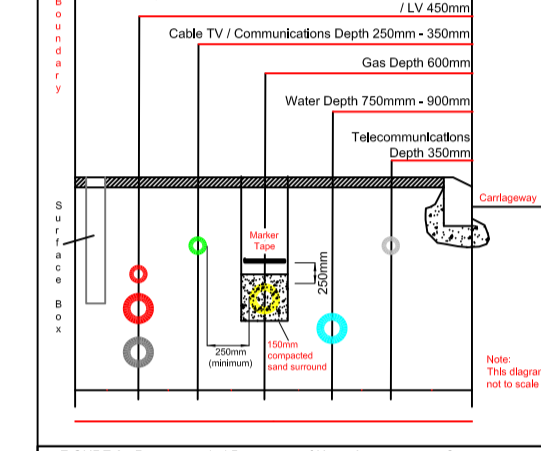 Boundary
/ LV 450mm
Cable TV / Communications Depth 250mm - 350mm
Gas Depth 600mm
Water Depth 750mmm - 900mm
Telecommunications
Depth 350mm
Carriageway
Surface Box
Marker
Tape
250mm
250mm
(minimum)
150mm
compacted
sand surround
Note:
This diagram
not to scale